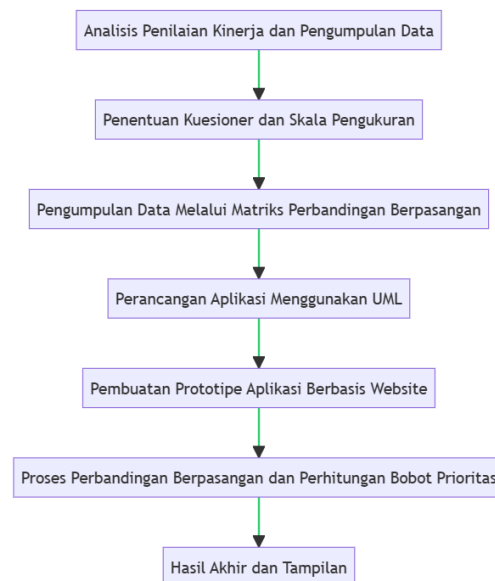 Analisis Penilaian Kinerja dan Pengumpulan Data
Penentuan Kuesioner dan Skala Pengukuran
Pengumpulan Data Melalui Matriks Perbandingan Berpasangan
Perancangan Aplikasi Menggunakan UML
Pembuatan Prototipe Aplikasi Berbasis Website
Proses Perbandingan Berpasangan dan Perhitungan Bobot Prioritas
Hasil Akhir dan Tampilan